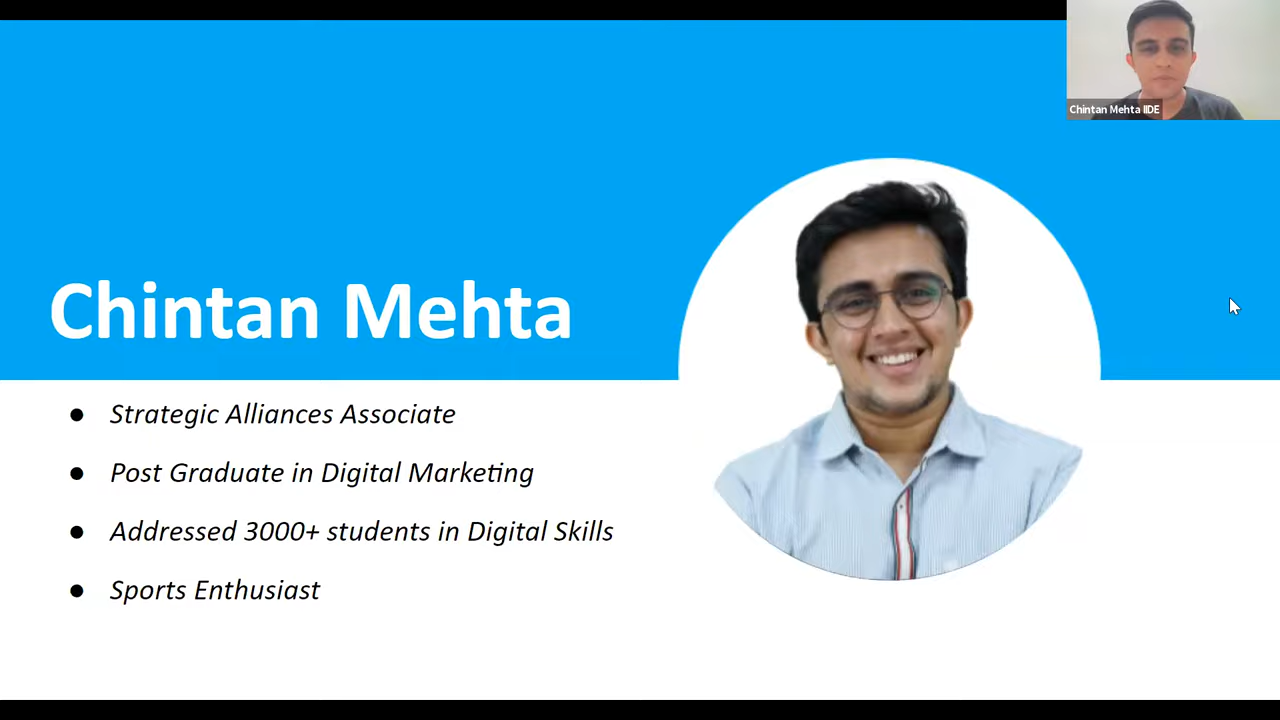 Chintan Mehta IIDE
Chintan Mehta
● Strategic Alliances Associate
● Post Graduate in Digital Marketing
● Addressed 3000+ students in Digital Skills
● Sports Enthusiast